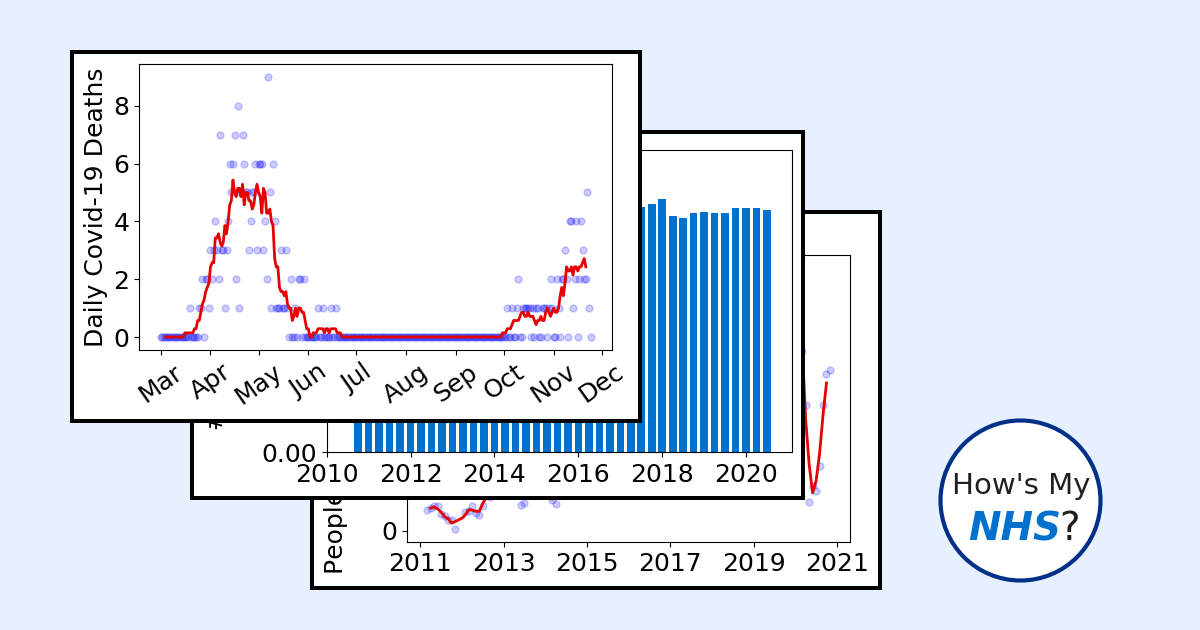 Daily Covid-19 Deaths
8
6
4
2
0
Mar Apr May Jun Jul Aug Sep Oct Nov Dec
0.00
2010 2012 2014 2016 2018 2020
People
0
2011 2013 2015 2017 2019 2021
How's My
NHS?